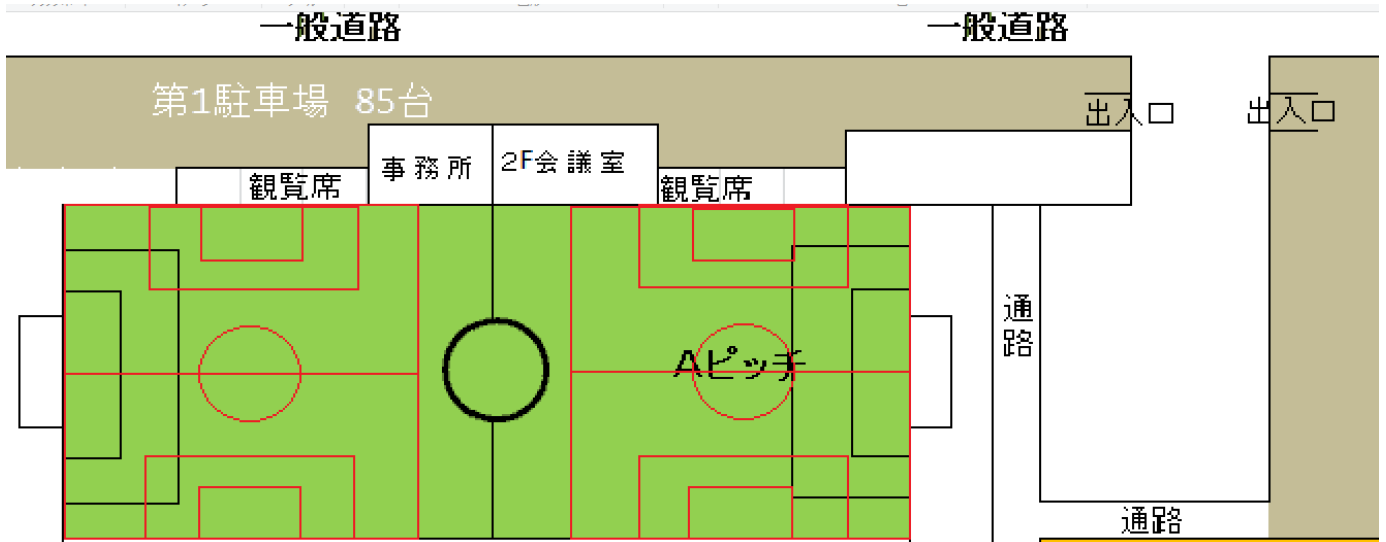 一般道路
一般道路
第1駐車場 85台
出入口
出入口
事務所
2F会議室
観覧席
観覧席
通路
Aピッチ
通路